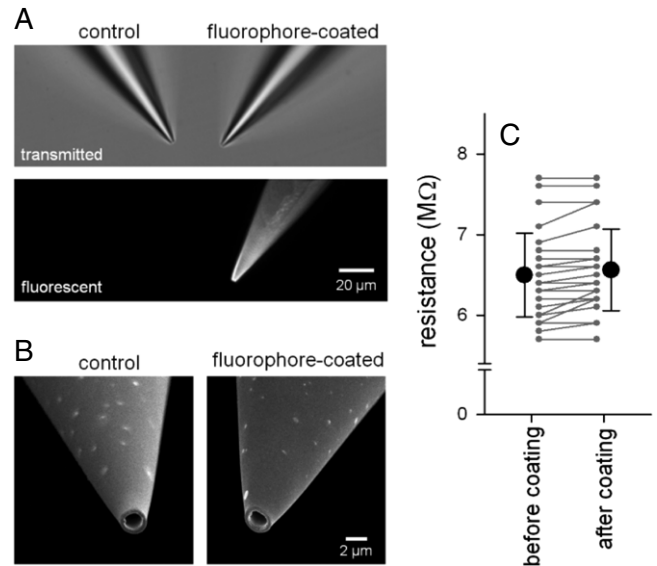 A
control
fluorophore-coated
transmitted
fluorescent
20 µm
B
control
fluorophore-coated
2 µm
C
resistance (MΩ)
8
7
6
0
before coating
after coating